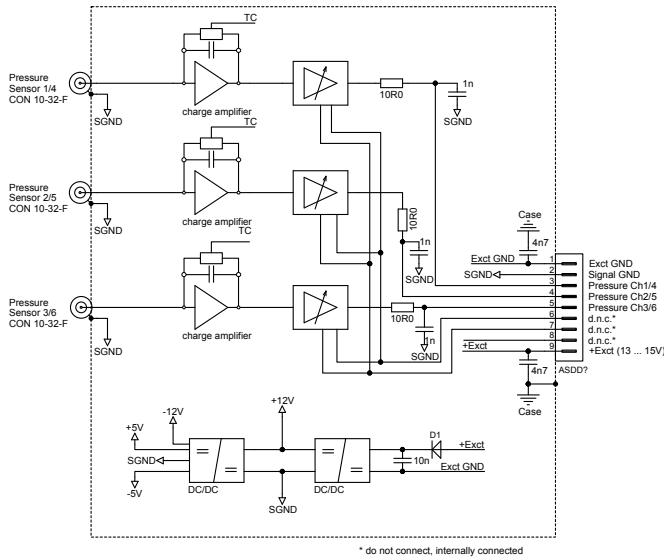 TC
Pressure
Sensor 1/4
CON 10-32-F
SGND
charge amplifier
10R0
1n
SGND
TC
Pressure
Sensor 2/5
CON 10-32-F
SGND
charge amplifier
10R0
1n
SGND
TC
Pressure
Sensor 3/6
CON 10-32-F
SGND
charge amplifier
10R0
1n
SGND
Case
4n7
Exct GND
SGND
+Exct
4n7
Case
1 Exct GND
2 Signal GND
3 Pressure Ch1/4
4 Pressure Ch2/5
5 Pressure Ch3/6
6 d.n.c.*
7 d.n.c.*
8 d.n.c.*
9 +Exct (13 ... 15V)
ASDD?
-12V
+5V
SGND
-5V
DC/DC
+12V
SGND
DC/DC
10n
D1
+Exct
Exct GND
* do not connect, internally connected